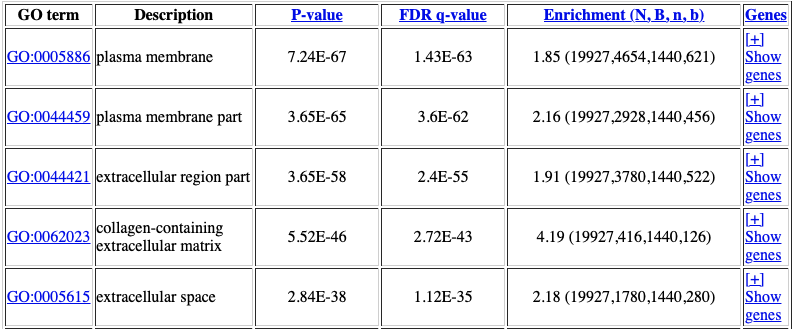 GO term Description P-value FDR q-value Enrichment (N, B, n, b) Genes
GO:0005886 plasma membrane 7.24E-67 1.43E-63 1.85 (19927,4654,1440,621) [+] Show genes
GO:0044459 plasma membrane part 3.65E-65 3.6E-62 2.16 (19927,2928,1440,456) [+] Show genes
GO:0044421 extracellular region part 3.65E-58 2.4E-55 1.91 (19927,3780,1440,522) [+] Show genes
GO:0062023 collagen-containing extracellular matrix 5.52E-46 2.72E-43 4.19 (19927,416,1440,126) [+] Show genes
GO:0005615 extracellular space 2.84E-38 1.12E-35 2.18 (19927,1780,1440,280) [+] Show genes